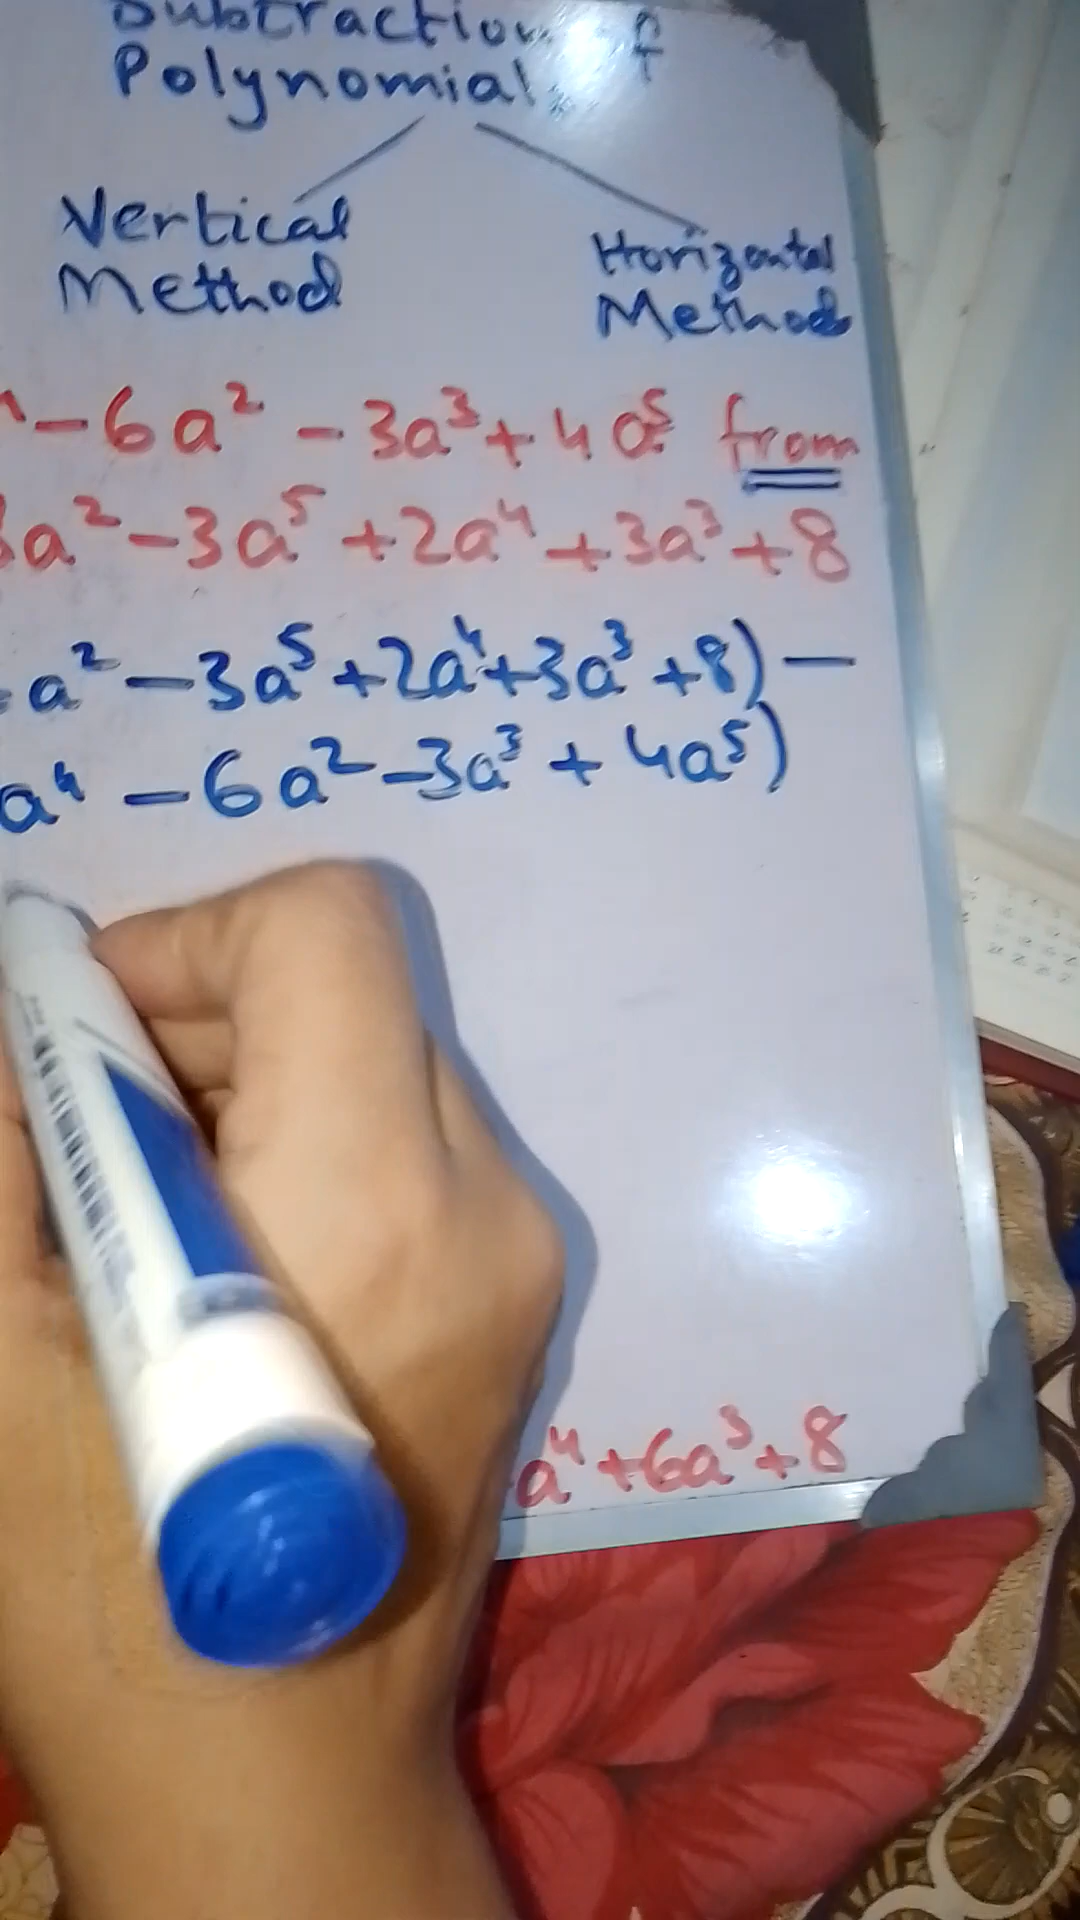 Subtraction of
Polynomial
Vertical
Method
Horizontal
Method
- 6a² - 3a³ + 4a⁵ from
a² - 3a⁵ + 2a⁴ + 3a³ + 8
a² - 3a⁵ + 2a⁴ + 3a³ + 8) -
a⁴ - 6a² - 3a³ + 4a⁵)
a⁴ + 6a³ + 8